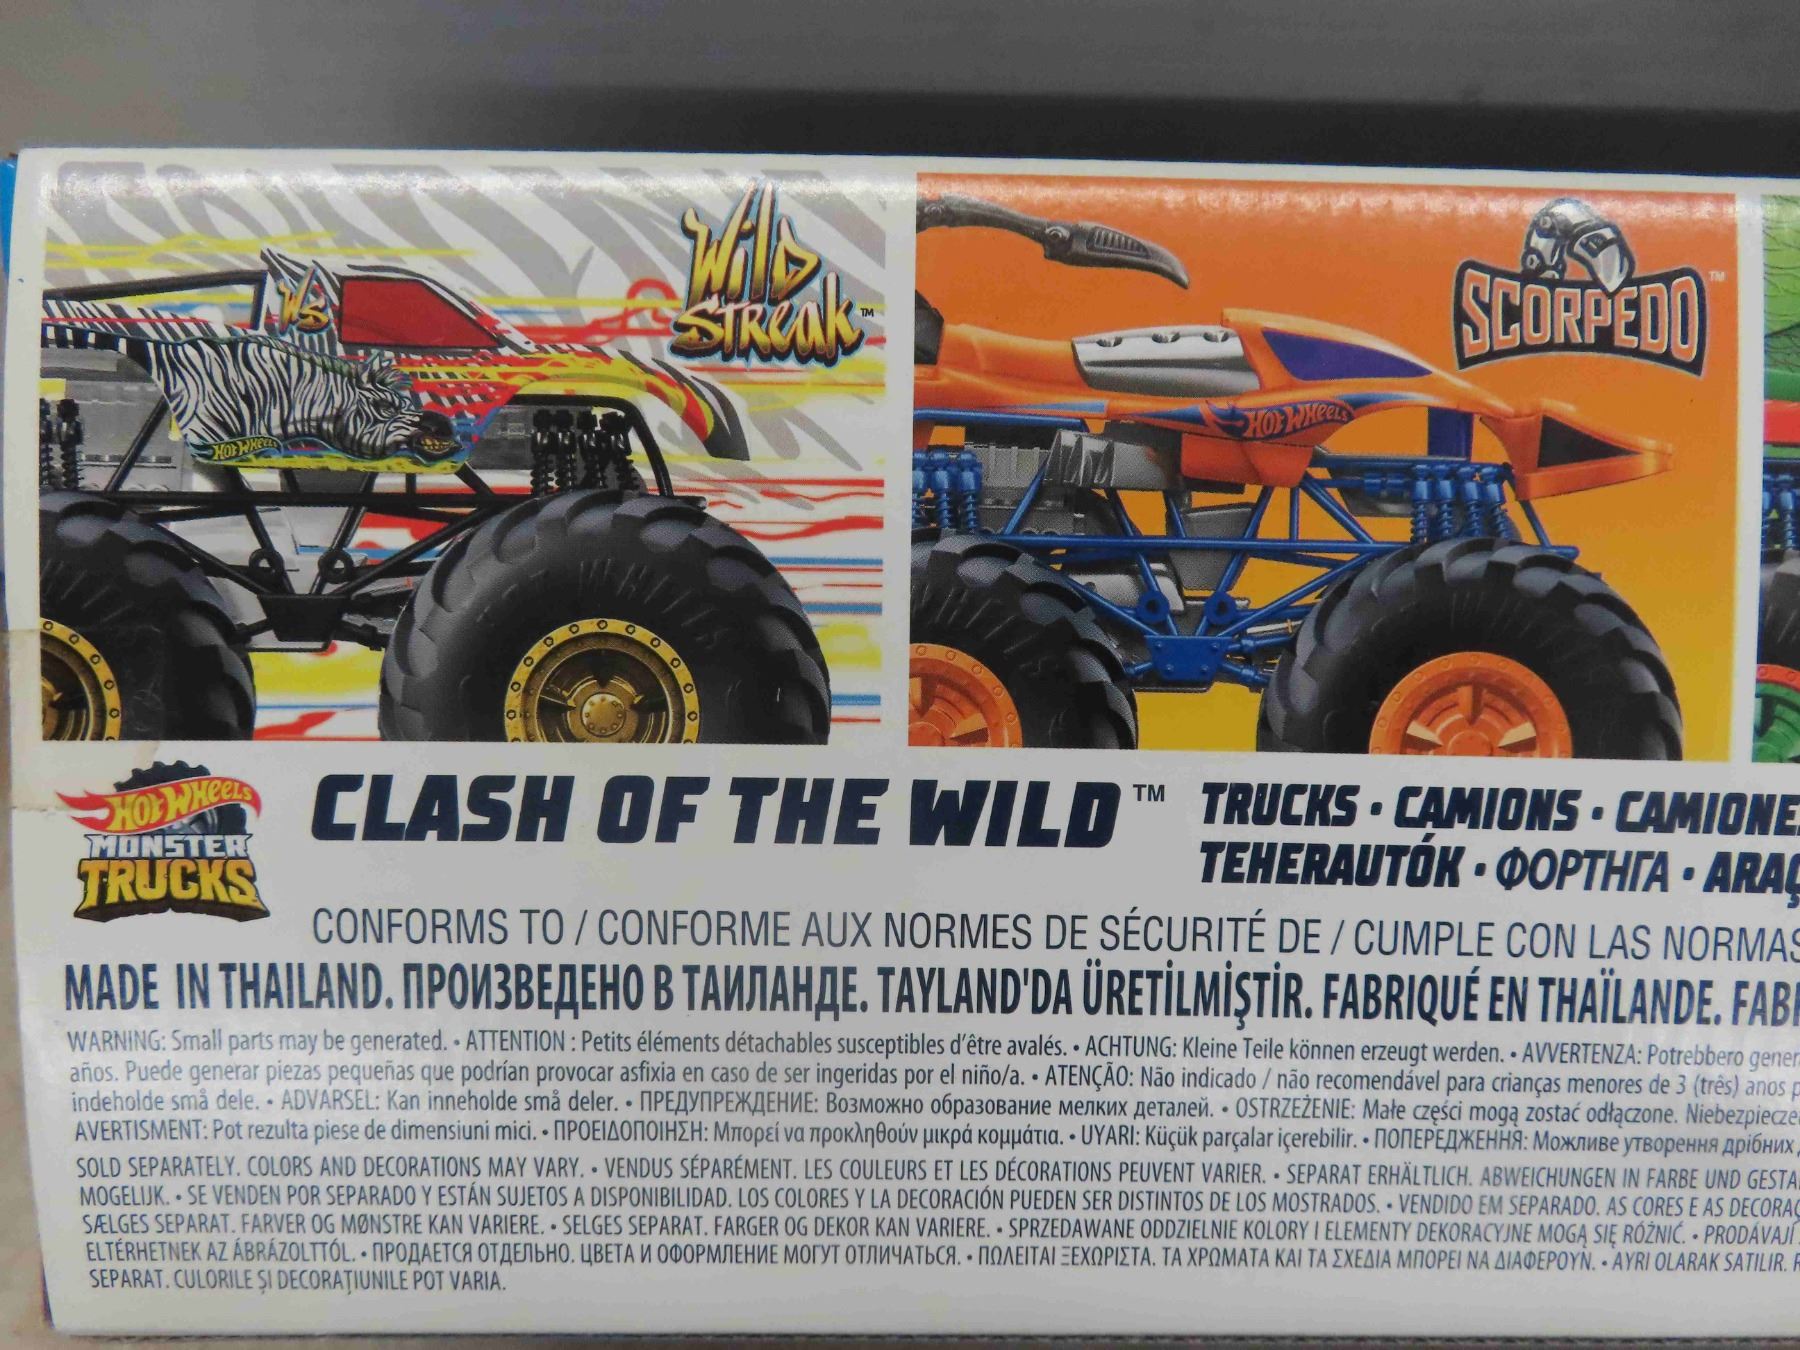 Wild
Streak™
WS
HOT WHEELS
SCORPEDO™
HOT WHEELS
HOT WHEELS
MONSTER
TRUCKS
CLASH OF THE WILD™
TRUCKS • CAMIONS • CAMIONE
TEHERAUTÓK • ΦΟΡΤΗΓΑ • ARAÇ
CONFORMS TO / CONFORME AUX NORMES DE SÉCURITÉ DE / CUMPLE CON LAS NORMAS
MADE IN THAILAND. ПРОИЗВЕДЕНО В ТАИЛАНДЕ. TAYLAND'DA ÜRETİLMİŞTİR. FABRIQUÉ EN THAÏLANDE. FABR
WARNING: Small parts may be generated. • ATTENTION : Petits éléments détachables susceptibles d'être avalés. • ACHTUNG: Kleine Teile können erzeugt werden. • AVVERTENZA: Potrebbero gener
años. Puede generar piezas pequeñas que podrían provocar asfixia en caso de ser ingeridas por el niño/a. • ATENÇÃO: Não indicado / não recomendável para crianças menores de 3 (três) anos p
indeholde små dele. • ADVARSEL: Kan inneholde små deler. • ПРЕДУПРЕЖДЕНИЕ: Возможно образование мелких деталей. • OSTRZEŻENIE: Małe części mogą zostać odłączone. Niebezpiecze
AVERTISMENT: Pot rezulta piese de dimensiuni mici. • ΠΡΟΕΙΔΟΠΟΙΗΣΗ: Μπορεί να προκληθούν μικρά κομμάτια. • UYARI: Küçük parçalar içerebilir. • ПОПЕРЕДЖЕННЯ: Можливе утворення дрібних
SOLD SEPARATELY. COLORS AND DECORATIONS MAY VARY. • VENDUS SÉPARÉMENT. LES COULEURS ET LES DÉCORATIONS PEUVENT VARIER. • SEPARAT ERHÄLTLICH. ABWEICHUNGEN IN FARBE UND GESTA
MOGELIJK. • SE VENDEN POR SEPARADO Y ESTÁN SUJETOS A DISPONIBILIDAD. LOS COLORES Y LA DECORACIÓN PUEDEN SER DISTINTOS DE LOS MOSTRADOS. • VENDIDO EM SEPARADO. AS CORES E AS DECORAÇ
SÆLGES SEPARAT. FARVER OG MØNSTRE KAN VARIERE. • SELGES SEPARAT. FARGER OG DEKOR KAN VARIERE. • SPRZEDAWANE ODDZIELNIE KOLORY I ELEMENTY DEKORACYJNE MOGĄ SIĘ RÓŻNIĆ. • PRODÁVAJÍ
ELTÉRHETNEK AZ ÁBRÁZOLTTÓL. • ПРОДАЕТСЯ ОТДЕЛЬНО. ЦВЕТА И ОФОРМЛЕНИЕ МОГУТ ОТЛИЧАТЬСЯ. • ΠΩΛΕΙΤΑΙ ΞΕΧΩΡΙΣΤΑ. ΤΑ ΧΡΩΜΑΤΑ ΚΑΙ ΤΑ ΣΧΕΔΙΑ ΜΠΟΡΕΙ ΝΑ ΔΙΑΦΕΡΟΥΝ. • AYRI OLARAK SATILIR. R
SEPARAT. CULORILE ȘI DECORAȚIUNILE POT VARIA.